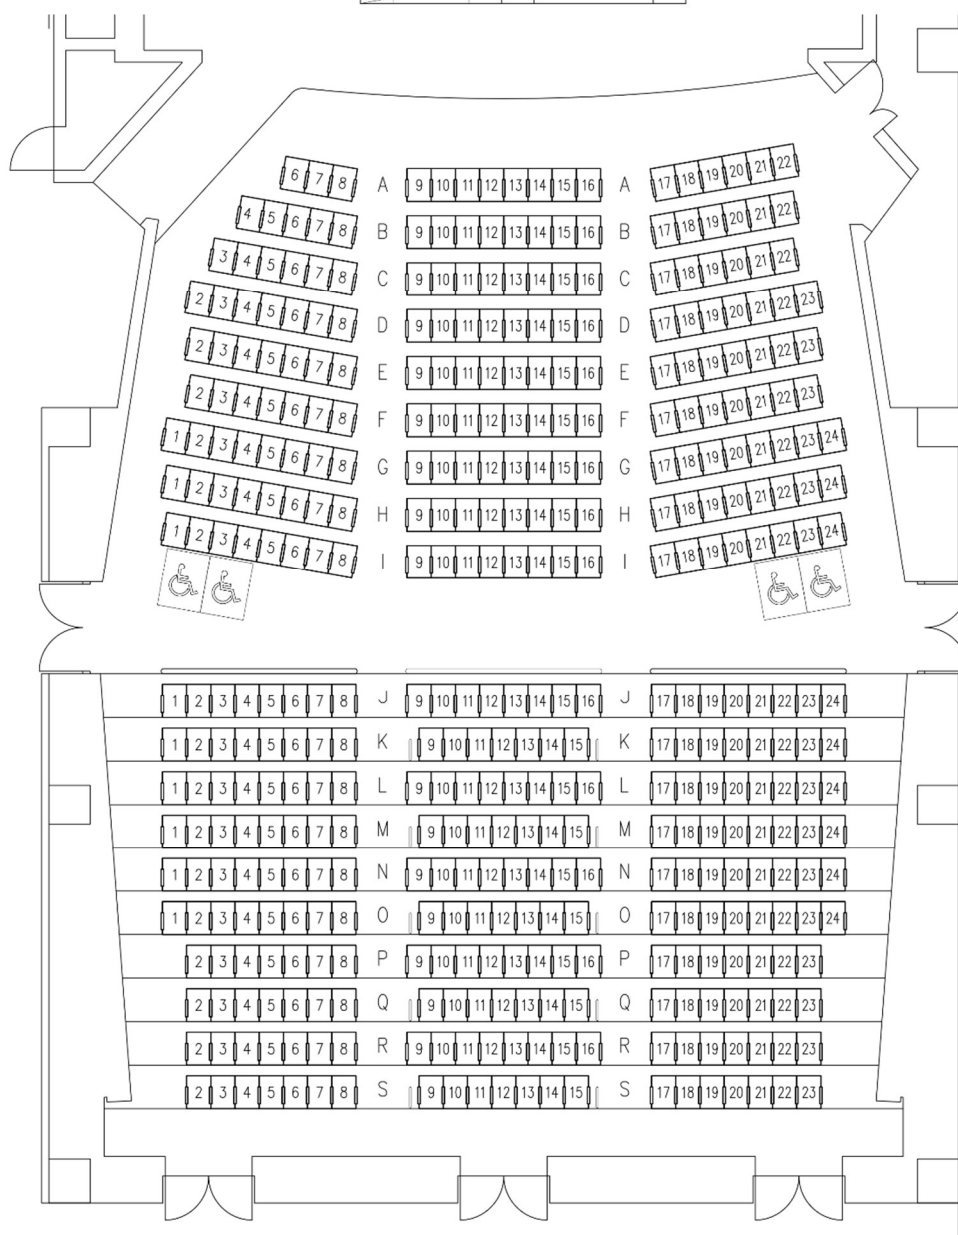 6 7 8 A 9 10 11 12 13 14 15 16 A 17 18 19 20 21 22
4 5 6 7 8 B 9 10 11 12 13 14 15 16 B 17 18 19 20 21 22
3 4 5 6 7 8 C 9 10 11 12 13 14 15 16 C 17 18 19 20 21 22
2 3 4 5 6 7 8 D 9 10 11 12 13 14 15 16 D 17 18 19 20 21 22 23
2 3 4 5 6 7 8 E 9 10 11 12 13 14 15 16 E 17 18 19 20 21 22 23
2 3 4 5 6 7 8 F 9 10 11 12 13 14 15 16 F 17 18 19 20 21 22 23
1 2 3 4 5 6 7 8 G 9 10 11 12 13 14 15 16 G 17 18 19 20 21 22 23 24
1 2 3 4 5 6 7 8 H 9 10 11 12 13 14 15 16 H 17 18 19 20 21 22 23 24
1 2 3 4 5 6 7 8 I 9 10 11 12 13 14 15 16 I 17 18 19 20 21 22 23 24
1 2 3 4 5 6 7 8 J 9 10 11 12 13 14 15 16 J 17 18 19 20 21 22 23 24
1 2 3 4 5 6 7 8 K 9 10 11 12 13 14 15 K 17 18 19 20 21 22 23 24
1 2 3 4 5 6 7 8 L 9 10 11 12 13 14 15 16 L 17 18 19 20 21 22 23 24
1 2 3 4 5 6 7 8 M 9 10 11 12 13 14 15 M 17 18 19 20 21 22 23 24
1 2 3 4 5 6 7 8 N 9 10 11 12 13 14 15 16 N 17 18 19 20 21 22 23 24
1 2 3 4 5 6 7 8 O 9 10 11 12 13 14 15 O 17 18 19 20 21 22 23 24
2 3 4 5 6 7 8 P 9 10 11 12 13 14 15 16 P 17 18 19 20 21 22 23
2 3 4 5 6 7 8 Q 9 10 11 12 13 14 15 Q 17 18 19 20 21 22 23
2 3 4 5 6 7 8 R 9 10 11 12 13 14 15 16 R 17 18 19 20 21 22 23
2 3 4 5 6 7 8 S 9 10 11 12 13 14 15 S 17 18 19 20 21 22 23